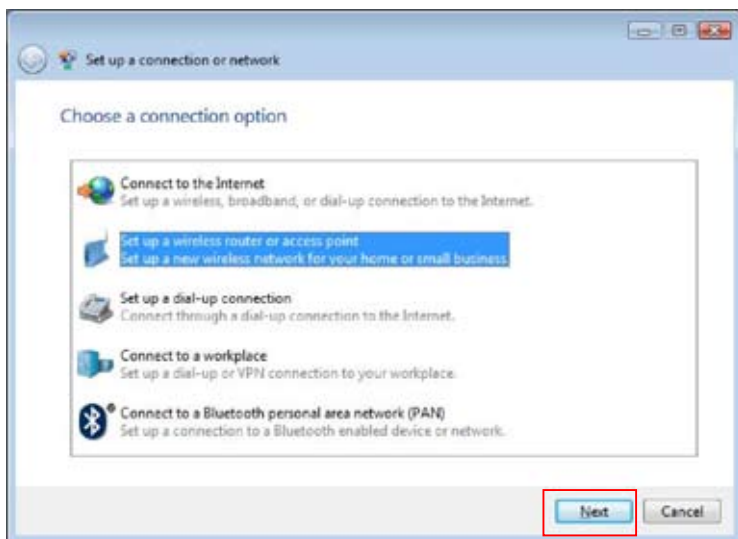 Set up a connection or network
Choose a connection option
Connect to the Internet
Set up a wireless, broadband, or dial-up connection to the Internet.
Set up a wireless router or access point
Set up a new wireless network for your home or small business.
Set up a dial-up connection
Connect through a dial-up connection to the Internet.
Connect to a workplace
Set up a dial-up or VPN connection to your workplace.
Connect to a Bluetooth personal area network (PAN)
Set up a connection to a Bluetooth enabled device or network.
Next
Cancel